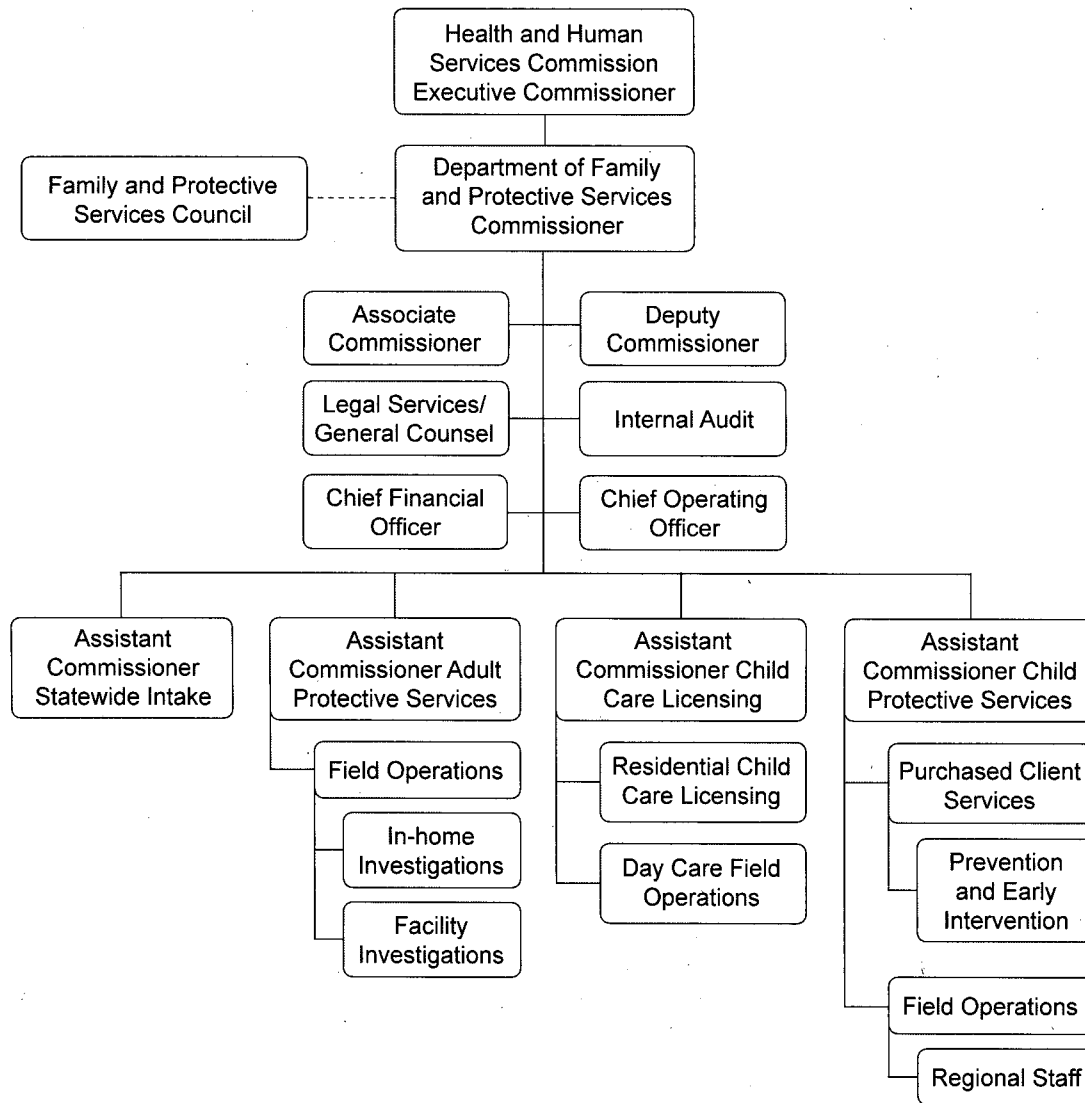 Health and Human
Services Commission
Executive Commissioner
Family and Protective
Services Council
Department of Family
and Protective Services
Commissioner
Associate
Commissioner
Deputy
Commissioner
Legal Services/
General Counsel
Internal Audit
Chief Financial
Officer
Chief Operating
Officer
Assistant
Commissioner
Statewide Intake
Assistant
Commissioner Adult
Protective Services
Field Operations
In-home
Investigations
Facility
Investigations
Assistant
Commissioner Child
Care Licensing
Residential Child
Care Licensing
Day Care Field
Operations
Assistant
Commissioner Child
Protective Services
Purchased Client
Services
Prevention
and Early
Intervention
Field Operations
Regional Staff